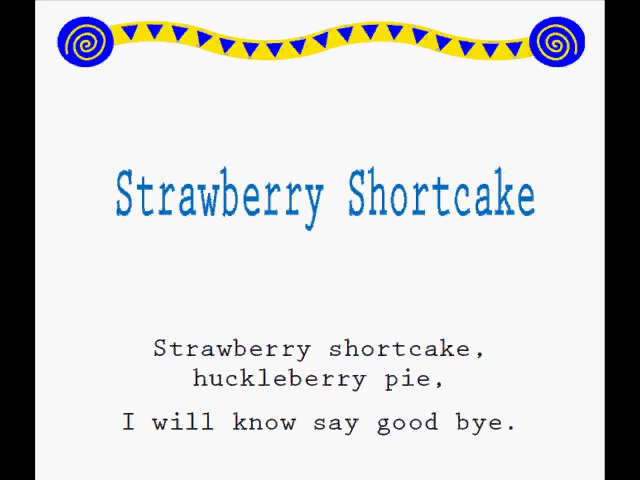 Strawberry Shortcake
Strawberry shortcake,
huckleberry pie,
I will know say good bye.